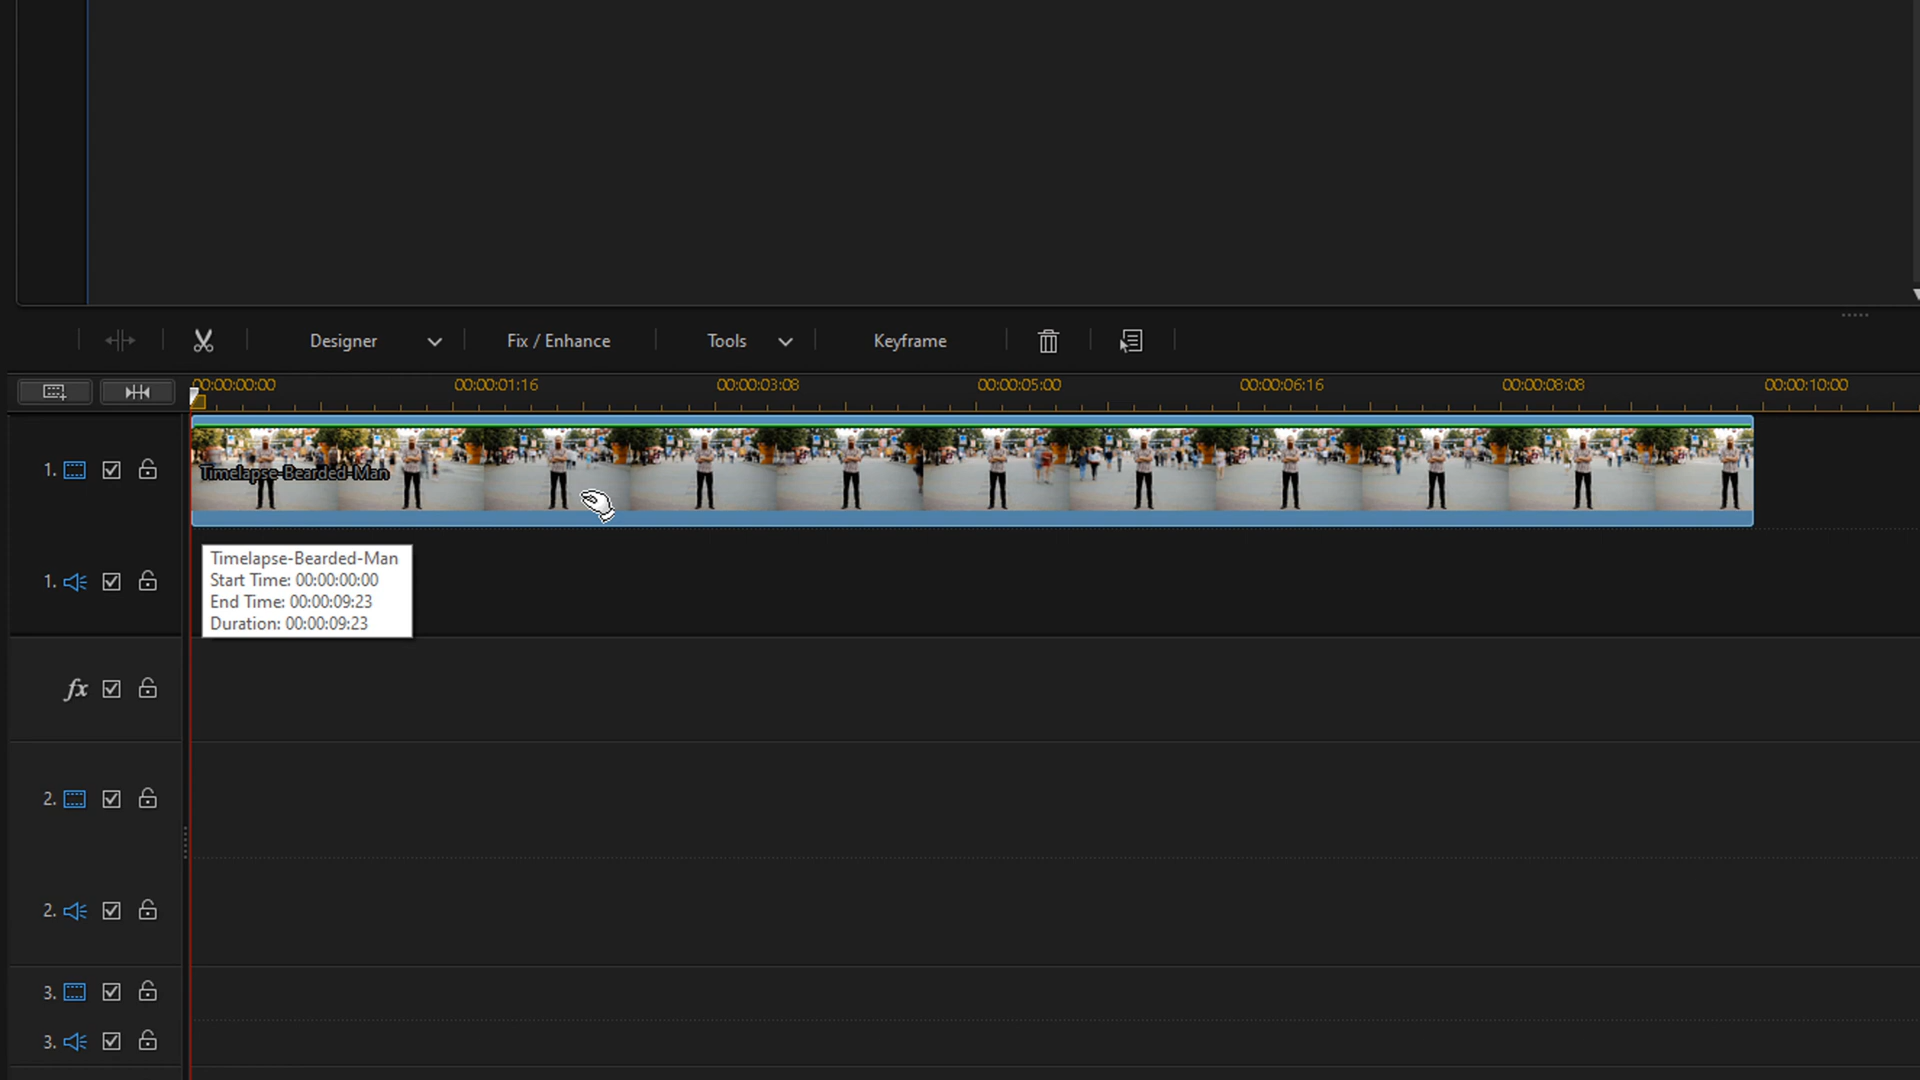 Designer Fix / Enhance Tools Keyframe
00:00:00:00 00:00:01:16 00:00:03:08 00:00:05:00 00:00:06:16 00:00:08:08 00:00:10:00
1.
Timelapse-Bearded-Man
1.
Timelapse-Bearded-Man
Start Time: 00:00:00:00
End Time: 00:00:09:23
Duration: 00:00:09:23
fx
2.
2.
3.
3.